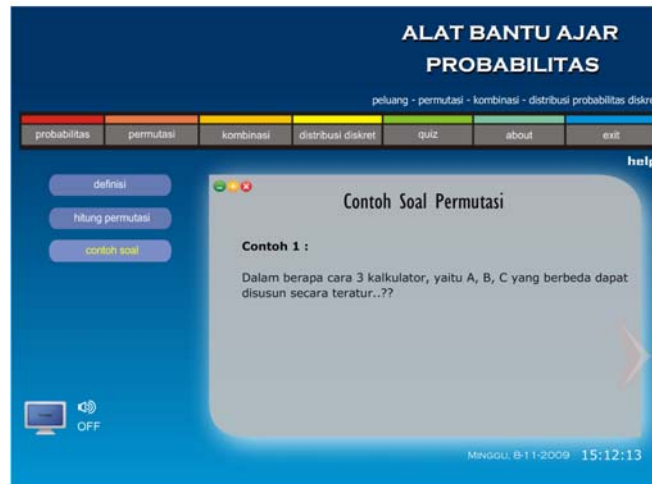 ALAT BANTU AJAR
PROBABILITAS
peluang - permutasi - kombinasi - distribusi probabilitas diskre
probabilitas permutasi kombinasi distribusi diskret quiz about exit
help
definisi
hitung permutasi
contoh soal
Contoh Soal Permutasi
Contoh 1 :
Dalam berapa cara 3 kalkulator, yaitu A, B, C yang berbeda dapat
disusun secara teratur..??
OFF
MINGGU, 8-11-2009 15:12:13